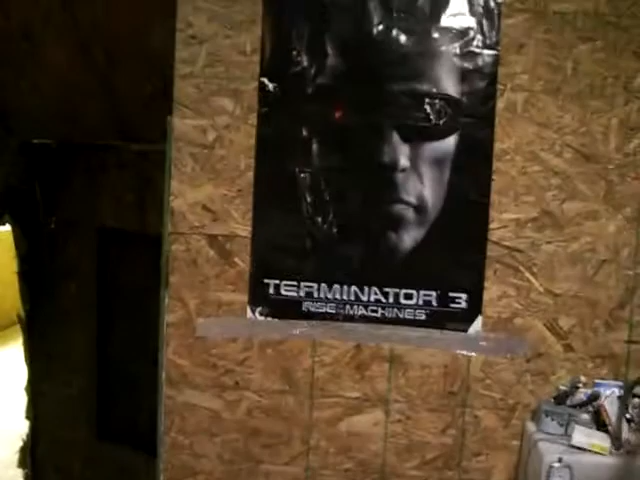 TERMINATOR 3
RISE OF THE MACHINES